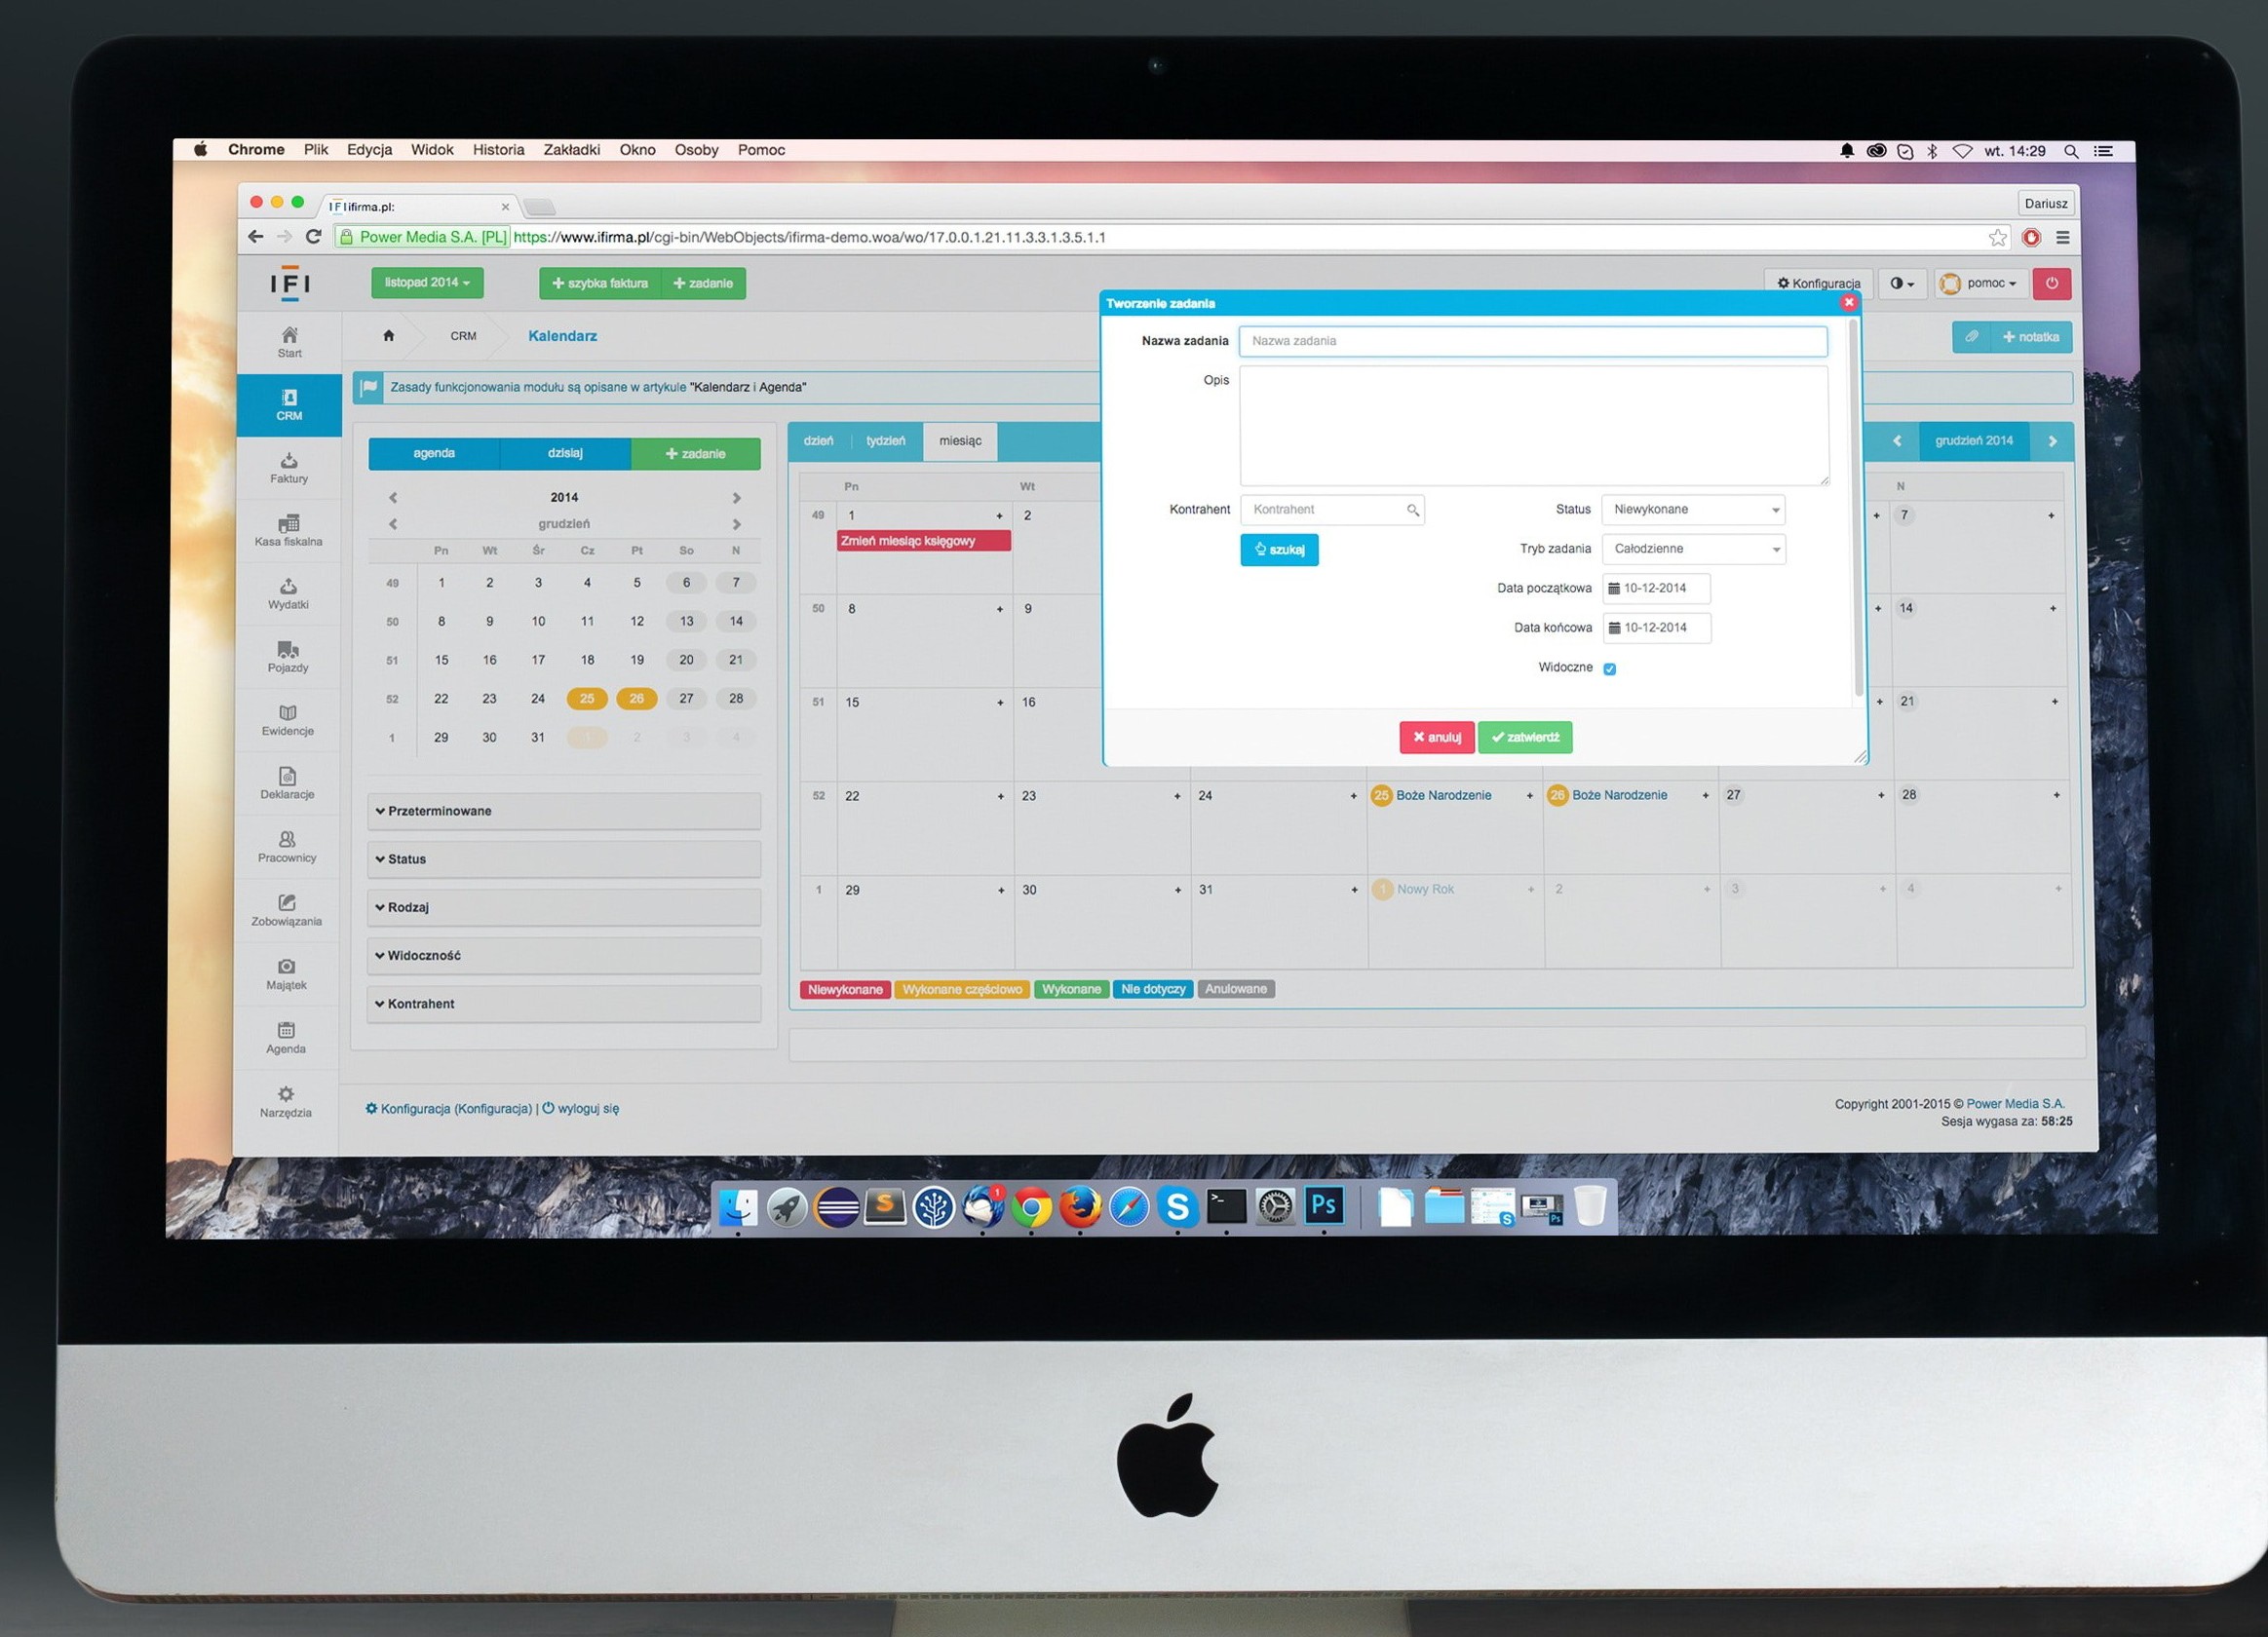 Chrome Plik Edycja Widok Historia Zakładki Okno Osoby Pomoc wt. 14:29
IFI ifirma.pl: Dariusz
Power Media S.A. [PL] https://www.ifirma.pl/cgi-bin/WebObjects/ifirma-demo.woa/wo/17.0.0.1.21.11.3.3.1.3.5.1.1
IFI listopad 2014 + szybka faktura + zadanie Konfiguracja pomoc
Start
CRM
Faktury
Kasa fiskalna
Wydatki
Pojazdy
Ewidencje
Deklaracje
Pracownicy
Zobowiązania
Majątek
Agenda
Narzędzia
CRM Kalendarz + notatka
Zasady funkcjonowania modułu są opisane w artykule "Kalendarz i Agenda"
agenda dzisiaj + zadanie
2014
grudzień
Pn Wt Śr Cz Pt So N
49 1 2 3 4 5 6 7
50 8 9 10 11 12 13 14
51 15 16 17 18 19 20 21
52 22 23 24 25 26 27 28
1 29 30 31 1 2 3 4
Przeterminowane
Status
Rodzaj
Widoczność
Kontrahent
dzień tydzień miesiąc grudzień 2014
Pn Wt N
49 1 + 2 + 7 +
Zmień miesiąc księgowy
50 8 + 9 + 14 +
51 15 + 16 + 21 +
52 22 + 23 + 24 + 25 Boże Narodzenie + 26 Boże Narodzenie + 27 + 28 +
1 29 + 30 + 31 + 1 Nowy Rok + 2 + 3 + 4 +
Niewykonane Wykonane częściowo Wykonane Nie dotyczy Anulowane
Tworzenie zadania
Nazwa zadania Nazwa zadania
Opis
Kontrahent Kontrahent Status Niewykonane
szukaj Tryb zadania Całodzienne
Data początkowa 10-12-2014
Data końcowa 10-12-2014
Widoczne
anuluj zatwierdź
Konfiguracja (Konfiguracja) | wyloguj się
Copyright 2001-2015 © Power Media S.A.
Sesja wygasa za: 58:25
S 1 S >_ Ps S Ps